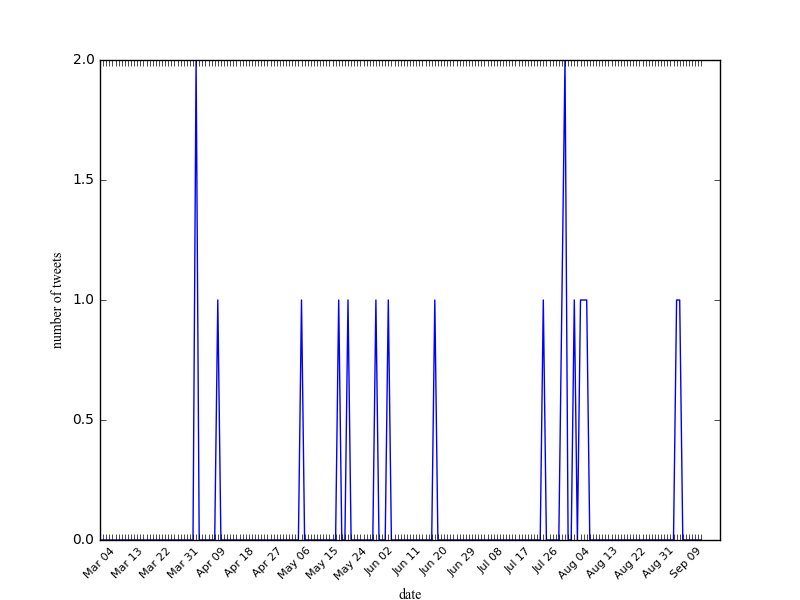 2.0
1.5
1.0
0.5
0.0
number of tweets
Mar 04 Mar 13 Mar 22 Mar 31 Apr 09 Apr 18 Apr 27 May 06 May 15 May 24 Jun 02 Jun 11 Jun 20 Jun 29 Jul 08 Jul 17 Jul 26 Aug 04 Aug 13 Aug 22 Aug 31 Sep 09
date